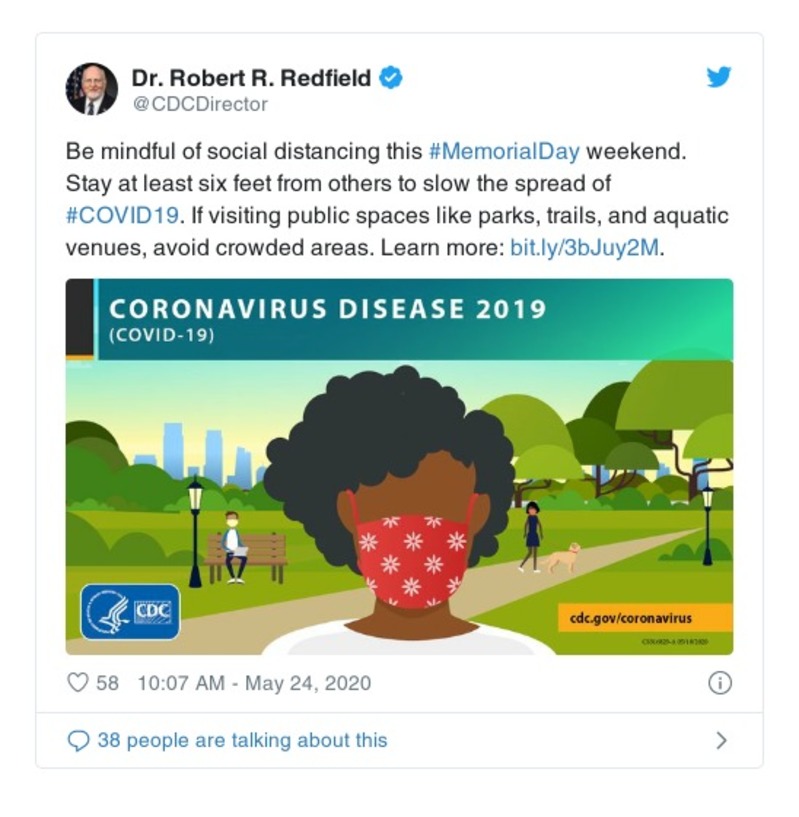 Dr. Robert R. Redfield
@CDCDirector
Be mindful of social distancing this #MemorialDay weekend.
Stay at least six feet from others to slow the spread of
#COVID19. If visiting public spaces like parks, trails, and aquatic
venues, avoid crowded areas. Learn more: bit.ly/3bJuy2M.
CORONAVIRUS DISEASE 2019
(COVID-19)
CDC
cdc.gov/coronavirus
58 10:07 AM - May 24, 2020
38 people are talking about this